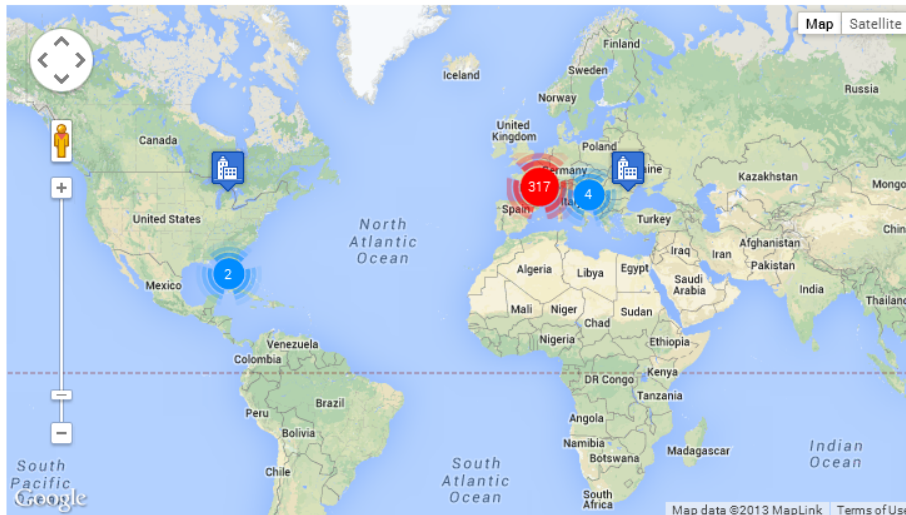 Map Satellite
Finland
Iceland
Sweden
Russia
Norway
Canada
United
Kingdom
Poland
Germany
Kazakhstan
317
4
Spain
United States
North
Atlantic
Ocean
Turkey
Iraq
Iran
Afghanistan
Pakistan
2
Mexico
Algeria
Libya
Egypt
Saudi
Arabia
India
Thailand
Mali
Niger
Chad
Sudan
Nigeria
Ethiopia
Venezuela
Colombia
DR Congo
Kenya
Tanzania
Peru
Brazil
Bolivia
Angola
Namibia
Botswana
Madagascar
Indian
Ocean
Chile
South
Pacific
South
Atlantic
Ocean
South
Africa
Google
Map data ©2013 MapLink Terms of Use